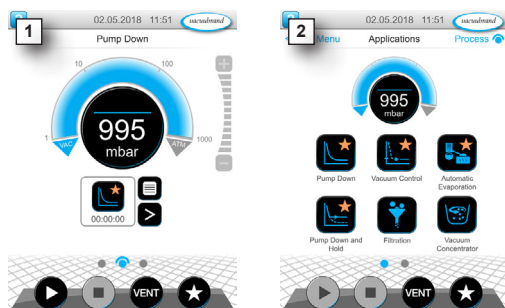 1
02.05.2018 11:51
vacuubrand
Pump Down
10
100
1
1000
VAC
ATM
995
mbar
00:00:00
VENT
2
02.05.2018 11:51
vacuubrand
Menu
Applications
Process
995
mbar
Pump Down
Vacuum Control
Automatic
Evaporation
Pump Down and
Hold
Filtration
Vacuum
Concentrator
VENT